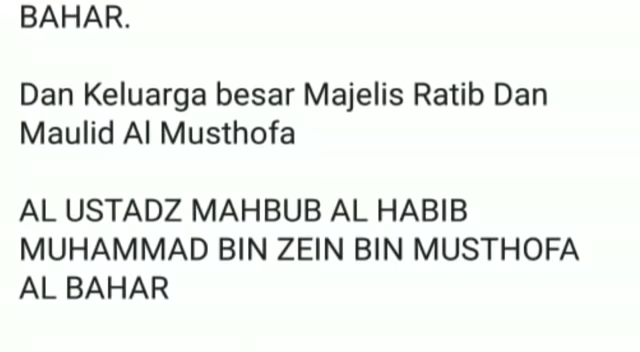 BAHAR.
Dan Keluarga besar Majelis Ratib Dan
Maulid Al Musthofa
AL USTADZ MAHBUB AL HABIB
MUHAMMAD BIN ZEIN BIN MUSTHOFA
AL BAHAR